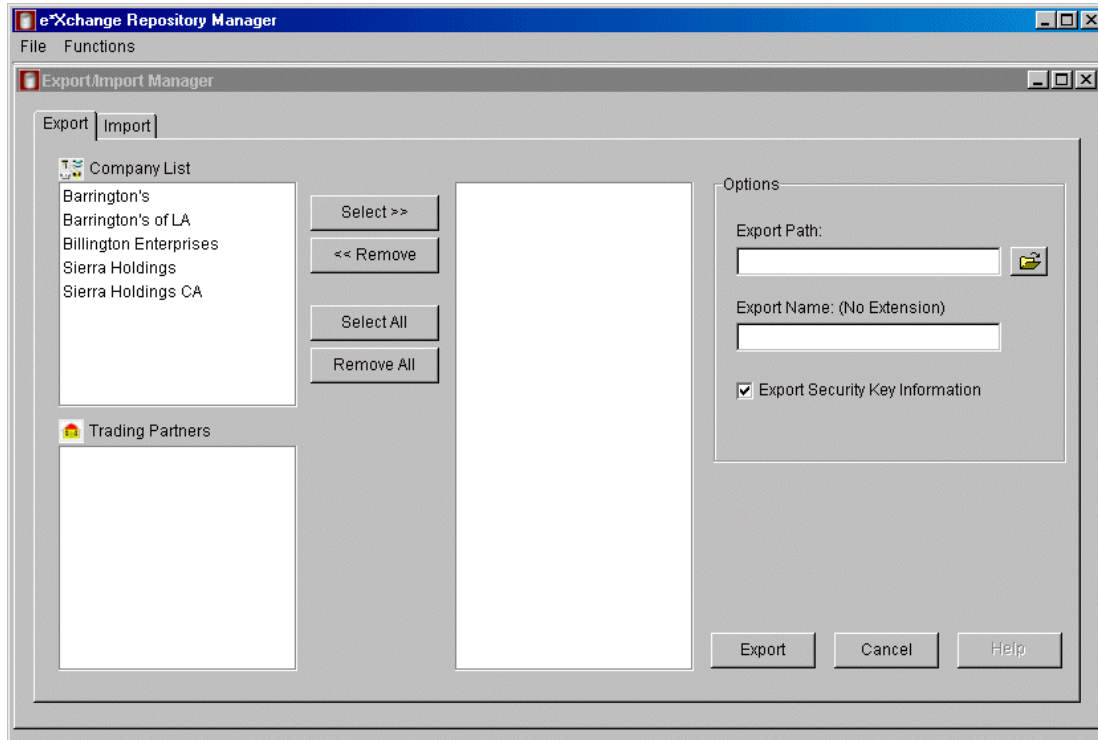 e*Xchange Repository Manager
File Functions
Export/Import Manager
Export Import
Company List
Barrington's
Barrington's of LA
Billington Enterprises
Sierra Holdings
Sierra Holdings CA
Select >>
<< Remove
Select All
Remove All
Trading Partners
Options
Export Path:
Export Name: (No Extension)
Export Security Key Information
Export Cancel Help